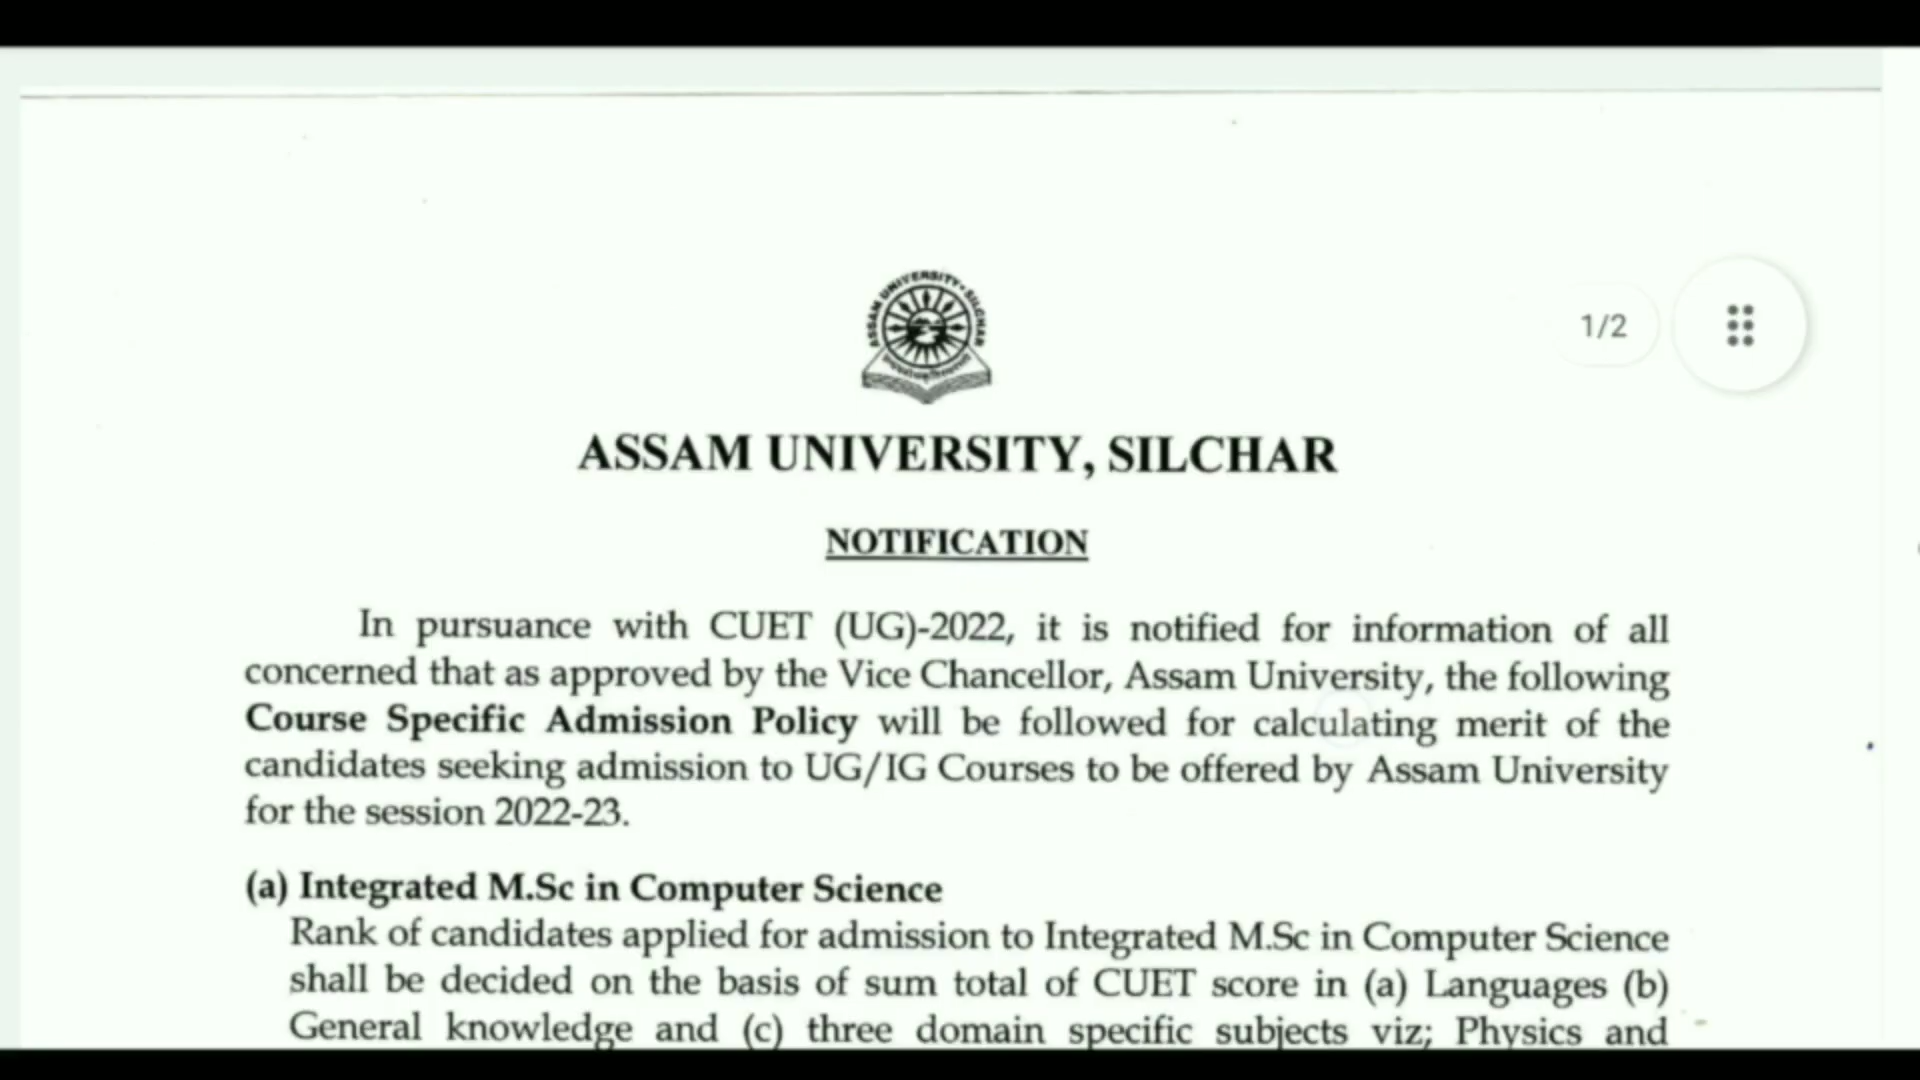 ASSAM UNIVERSITY · SILCHAR
1/2
ASSAM UNIVERSITY, SILCHAR
NOTIFICATION
In pursuance with CUET (UG)-2022, it is notified for information of all
concerned that as approved by the Vice Chancellor, Assam University, the following
Course Specific Admission Policy will be followed for calculating merit of the
candidates seeking admission to UG/IG Courses to be offered by Assam University
for the session 2022-23.
(a) Integrated M.Sc in Computer Science
Rank of candidates applied for admission to Integrated M.Sc in Computer Science
shall be decided on the basis of sum total of CUET score in (a) Languages (b)
General knowledge and (c) three domain specific subjects viz; Physics and